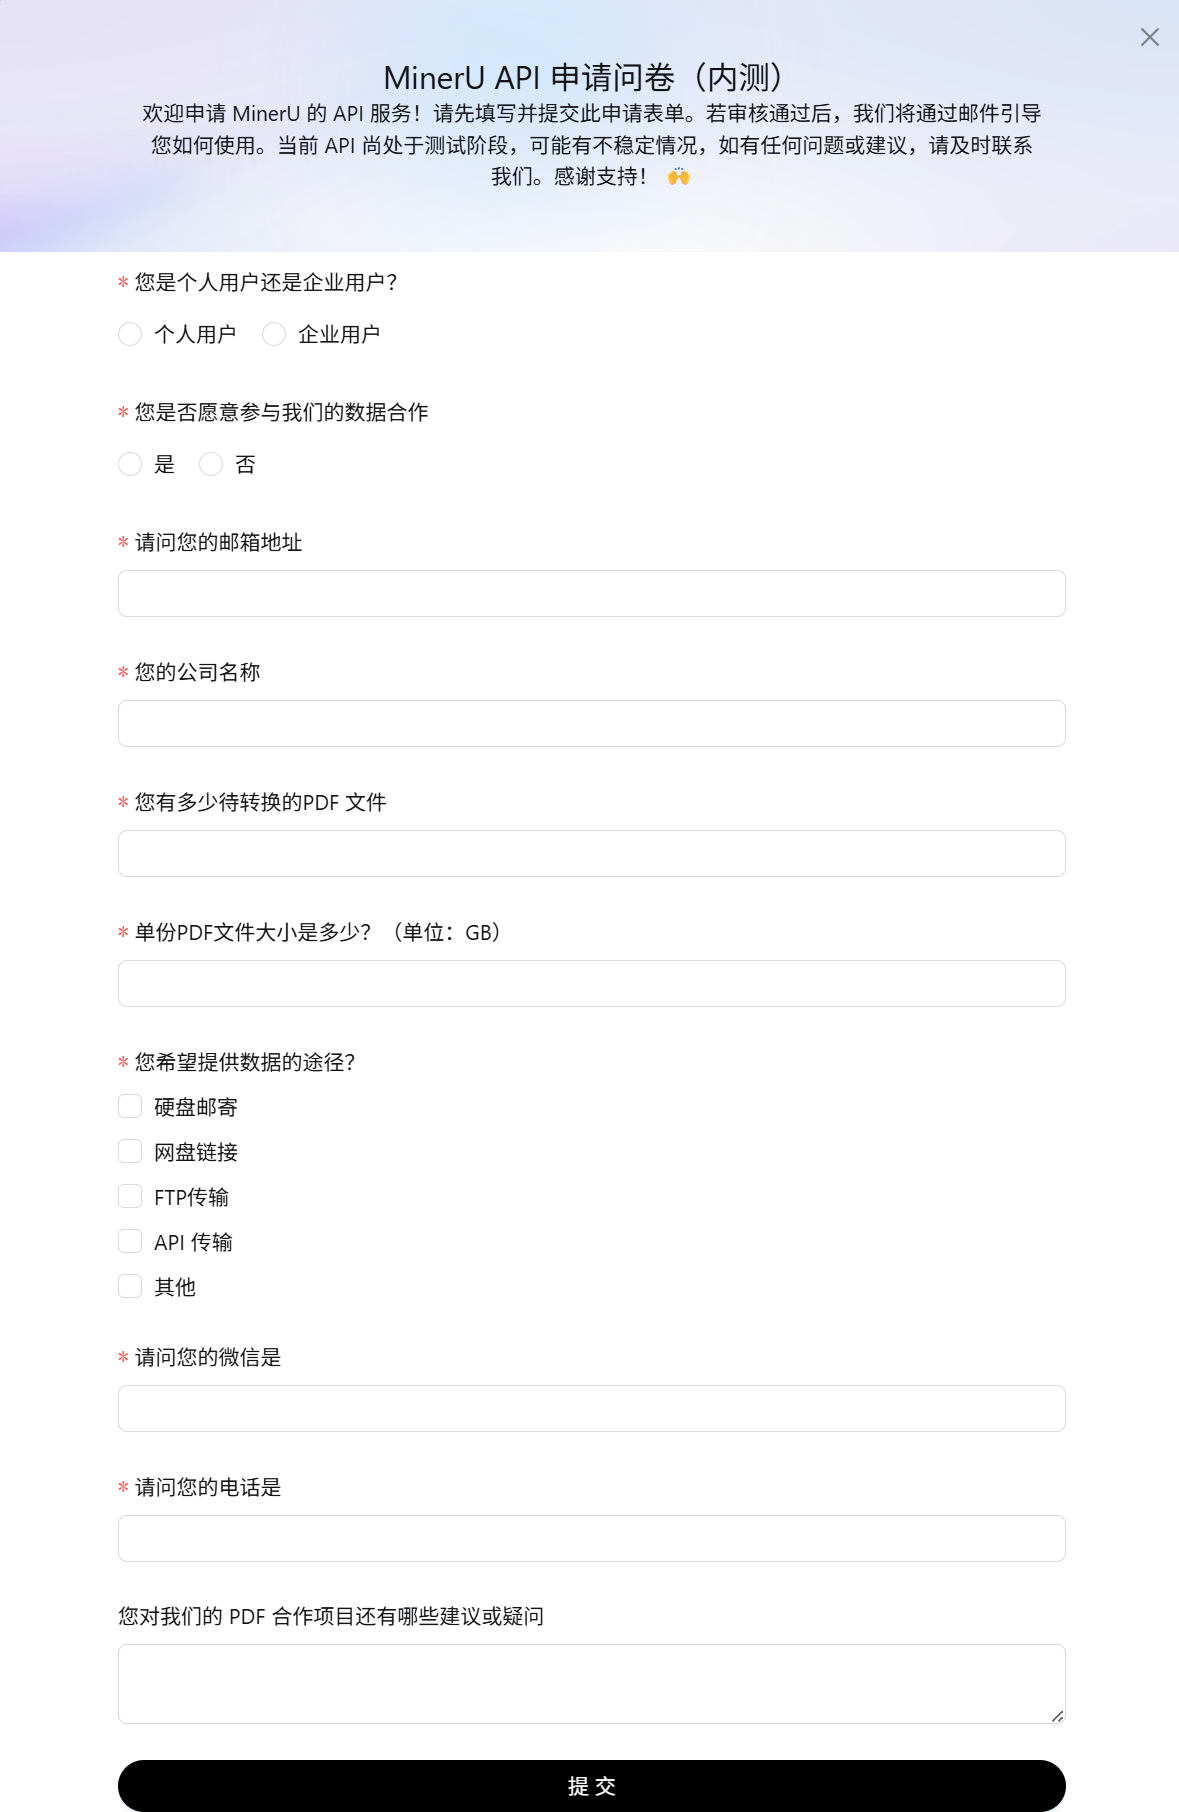 MinerU API 申请问卷（内测）
欢迎申请 MinerU 的 API 服务！请先填写并提交此申请表单。若审核通过后，我们将通过邮件引导
您如何使用。当前 API 尚处于测试阶段，可能有不稳定情况，如有任何问题或建议，请及时联系
我们。感谢支持！ 🙌
* 您是个人用户还是企业用户？
个人用户 企业用户
* 您是否愿意参与我们的数据合作
是 否
* 请问您的邮箱地址
* 您的公司名称
* 您有多少待转换的PDF 文件
* 单份PDF文件大小是多少？（单位：GB）
* 您希望提供数据的途径？
硬盘邮寄
网盘链接
FTP传输
API 传输
其他
* 请问您的微信是
* 请问您的电话是
您对我们的 PDF 合作项目还有哪些建议或疑问
提 交